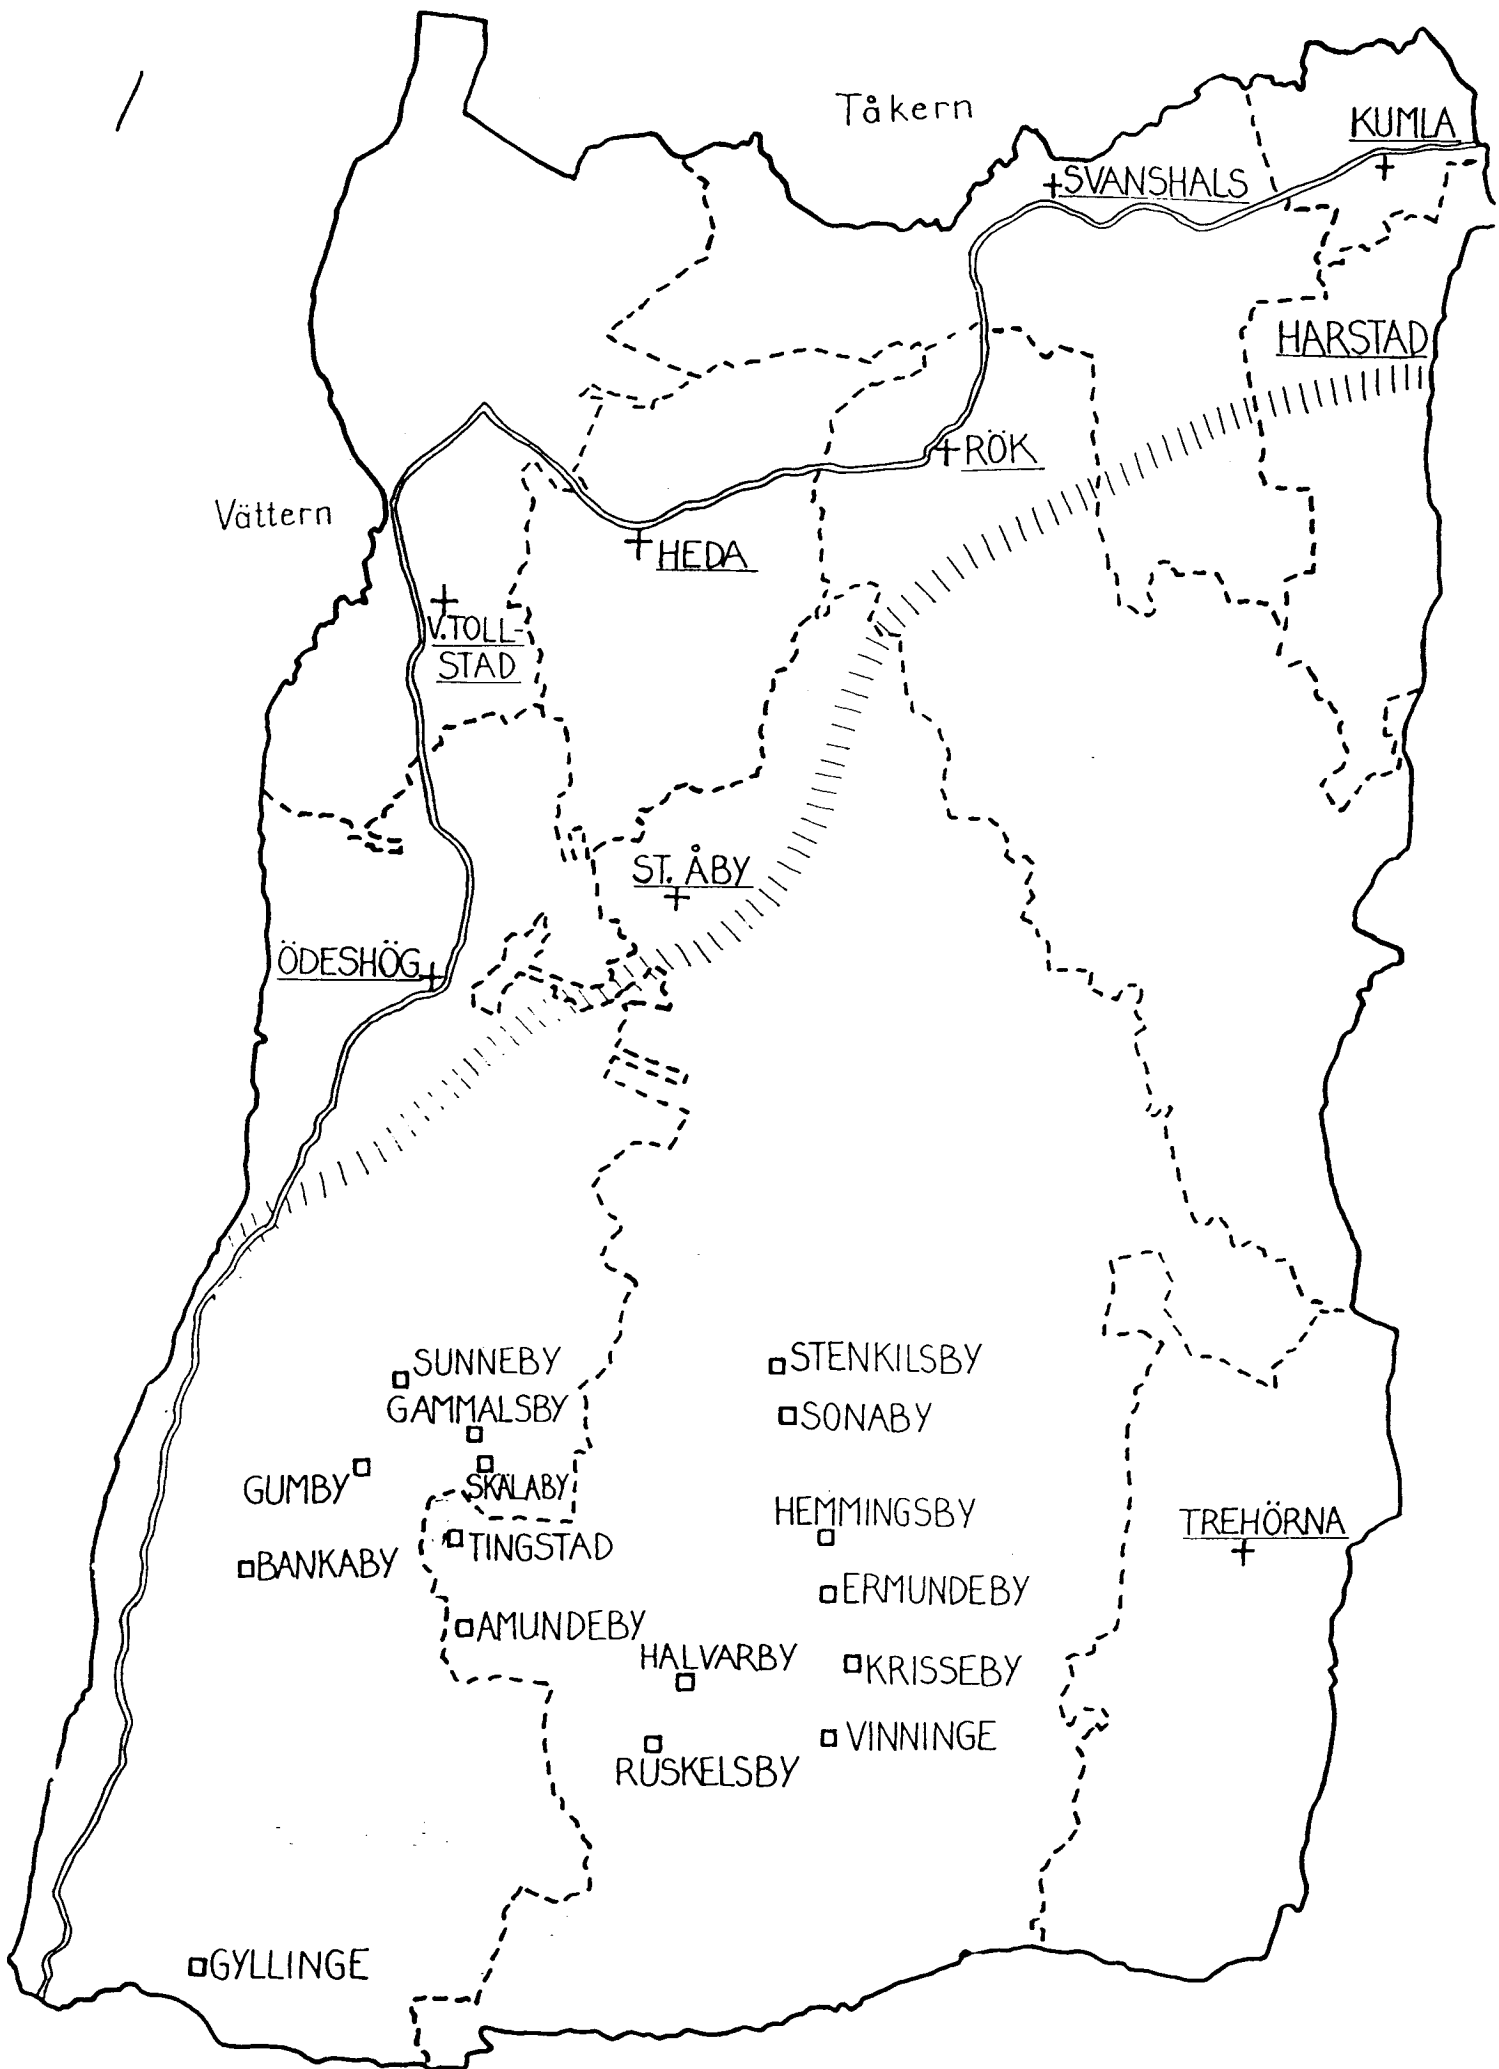 Tåkern
KUMLA
SVANSHALS
HARSTAD
RÖK
Vättern
HEDA
V. TOLL-
STAD
ST. ÅBY
ÖDESHÖG
SUNNEBY
STENKILSBY
GAMMALSBY
SONABY
GUMBY
SKÄLABY
HEMMINGSBY
TREHÖRNA
TINGSTAD
BANKABY
ERMUNDEBY
AMUNDEBY
HALVARBY
KRISSEBY
VINNINGE
RUSKELSBY
GYLLINGE